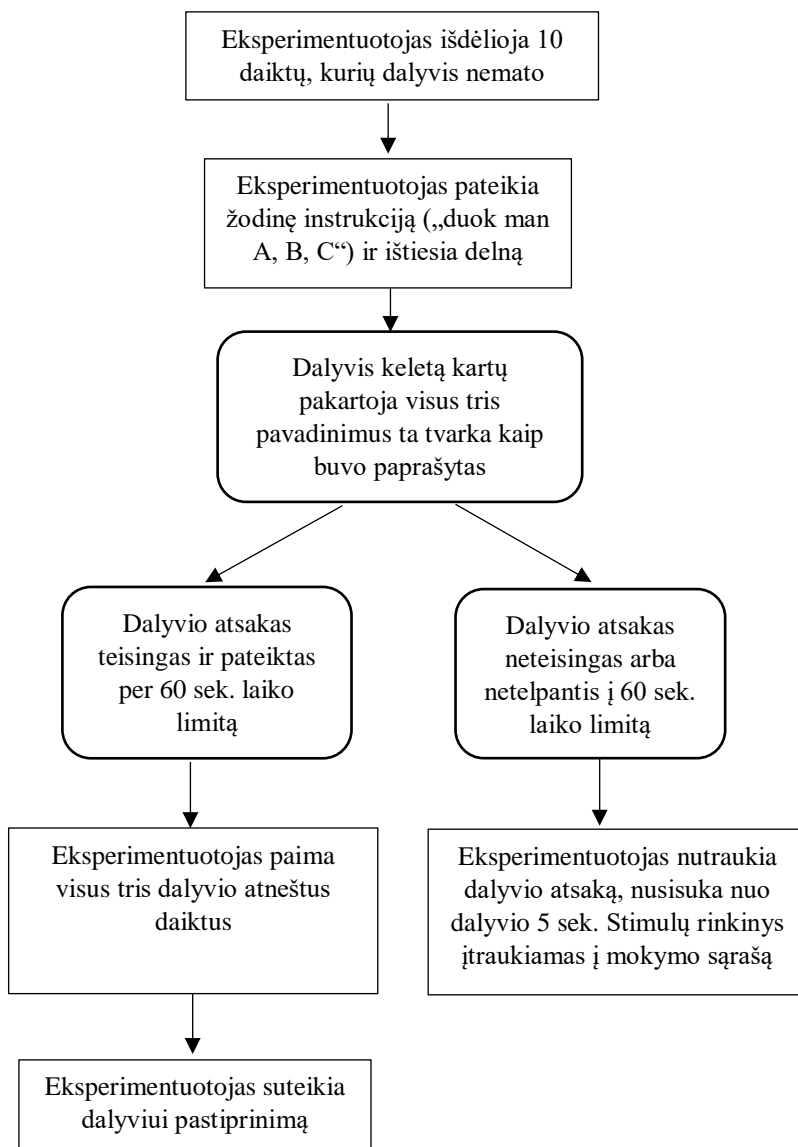 Eksperimentuotojas išdėlioja 10
daiktų, kurių dalyvis nemato
Eksperimentuotojas pateikia
žodinę instrukciją („duok man
A, B, C“) ir ištiesia delną
Dalyvis keletą kartų
pakartoja visus tris
pavadinimus ta tvarka kaip
buvo paprašytas
Dalyvio atsakas
teisingas ir pateiktas
per 60 sek. laiko
limitą
Dalyvio atsakas
neteisingas arba
netelpantis į 60 sek.
laiko limitą
Eksperimentuotojas paima
visus tris dalyvio atneštus
daiktus
Eksperimentuotojas nutraukia
dalyvio atsaką, nusisuka nuo
dalyvio 5 sek. Stimulų rinkinys
įtraukiamas į mokymo sąrašą
Eksperimentuotojas suteikia
dalyviui pastiprinimą